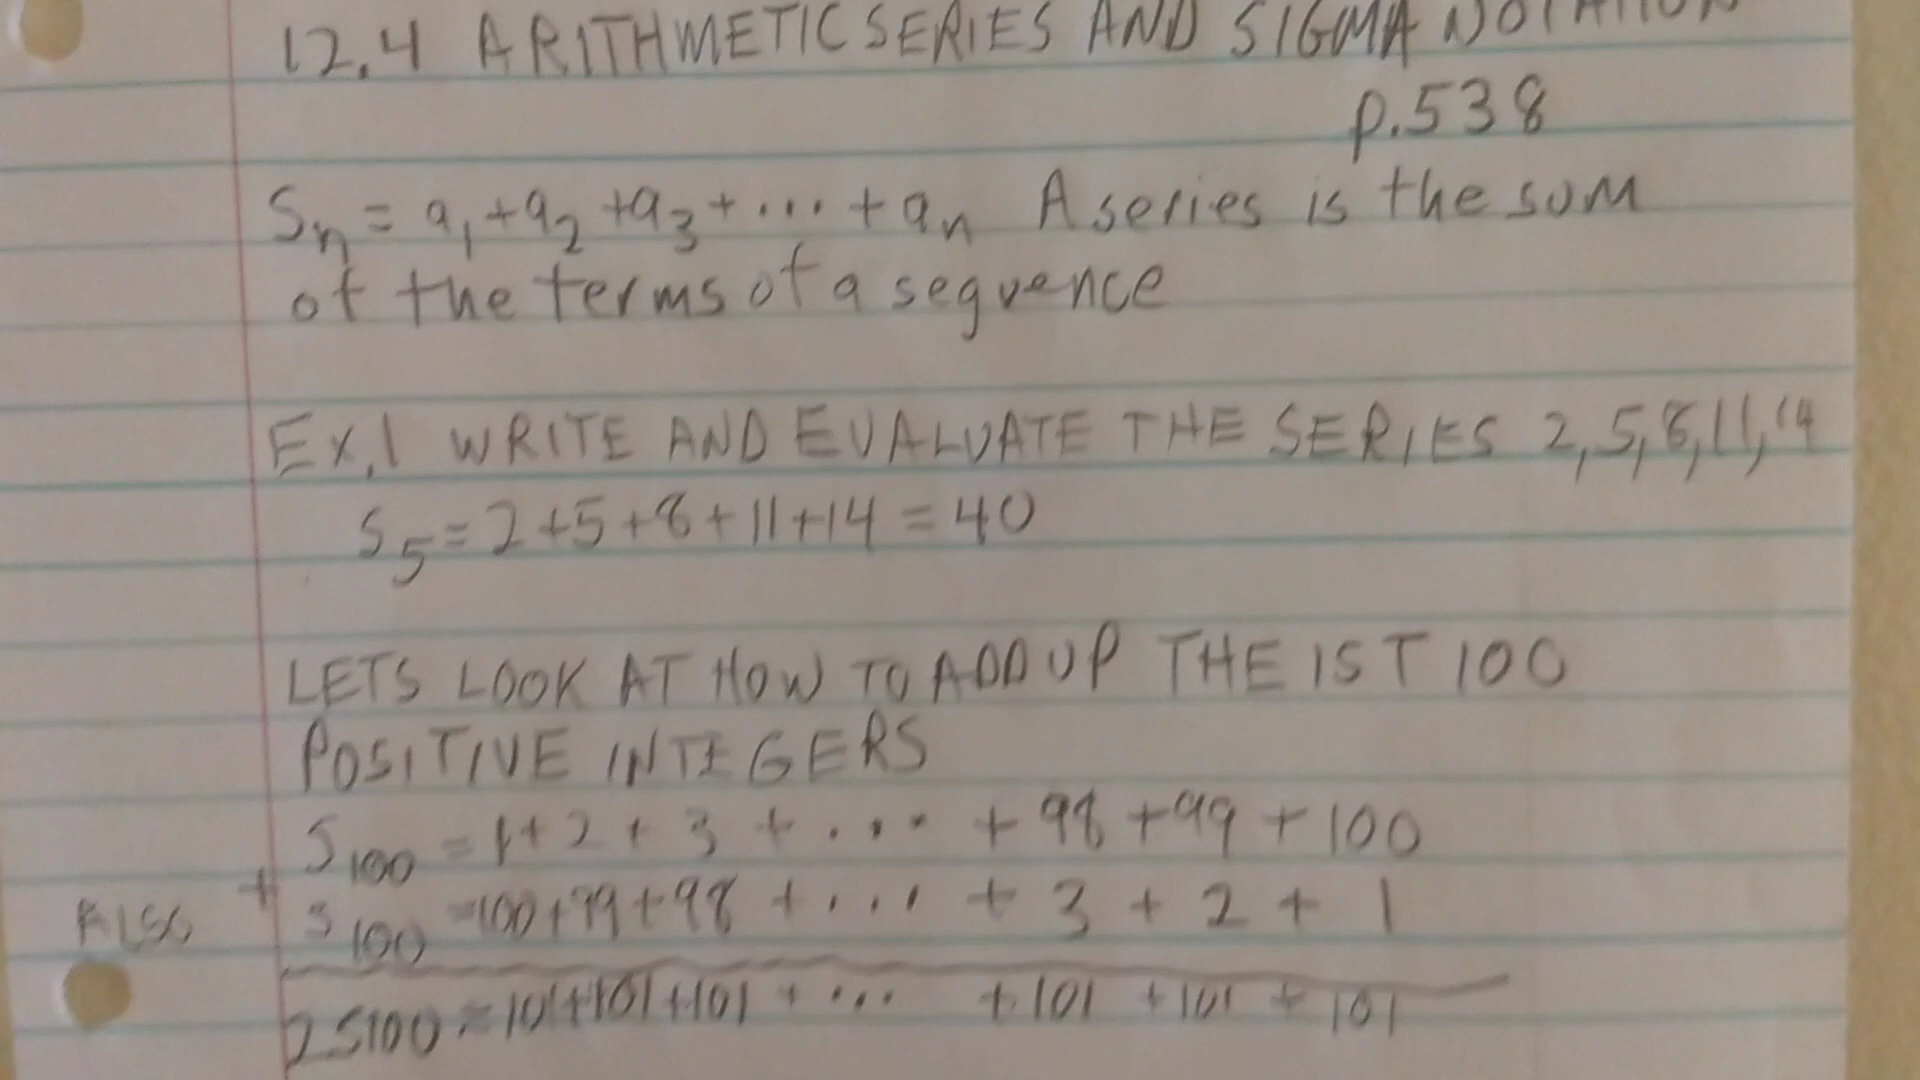 12.4 ARITHMETIC SERIES AND SIGMA NOTATION
p.538
Sn = a1 + a2 + a3 + ... + an A series is the sum
of the terms of a sequence
Ex.1 WRITE AND EVALUATE THE SERIES 2,5,8,11,14
S5 = 2+5+8+11+14 = 40
LETS LOOK AT HOW TO ADD UP THE 1ST 100
POSITIVE INTEGERS
S100 = 1 + 2 + 3 + ... + 98 + 99 + 100
ALSO + S100 = 100 + 99 + 98 + ... + 3 + 2 + 1
2S100 = 101+101+101 + ... + 101 + 101 + 101